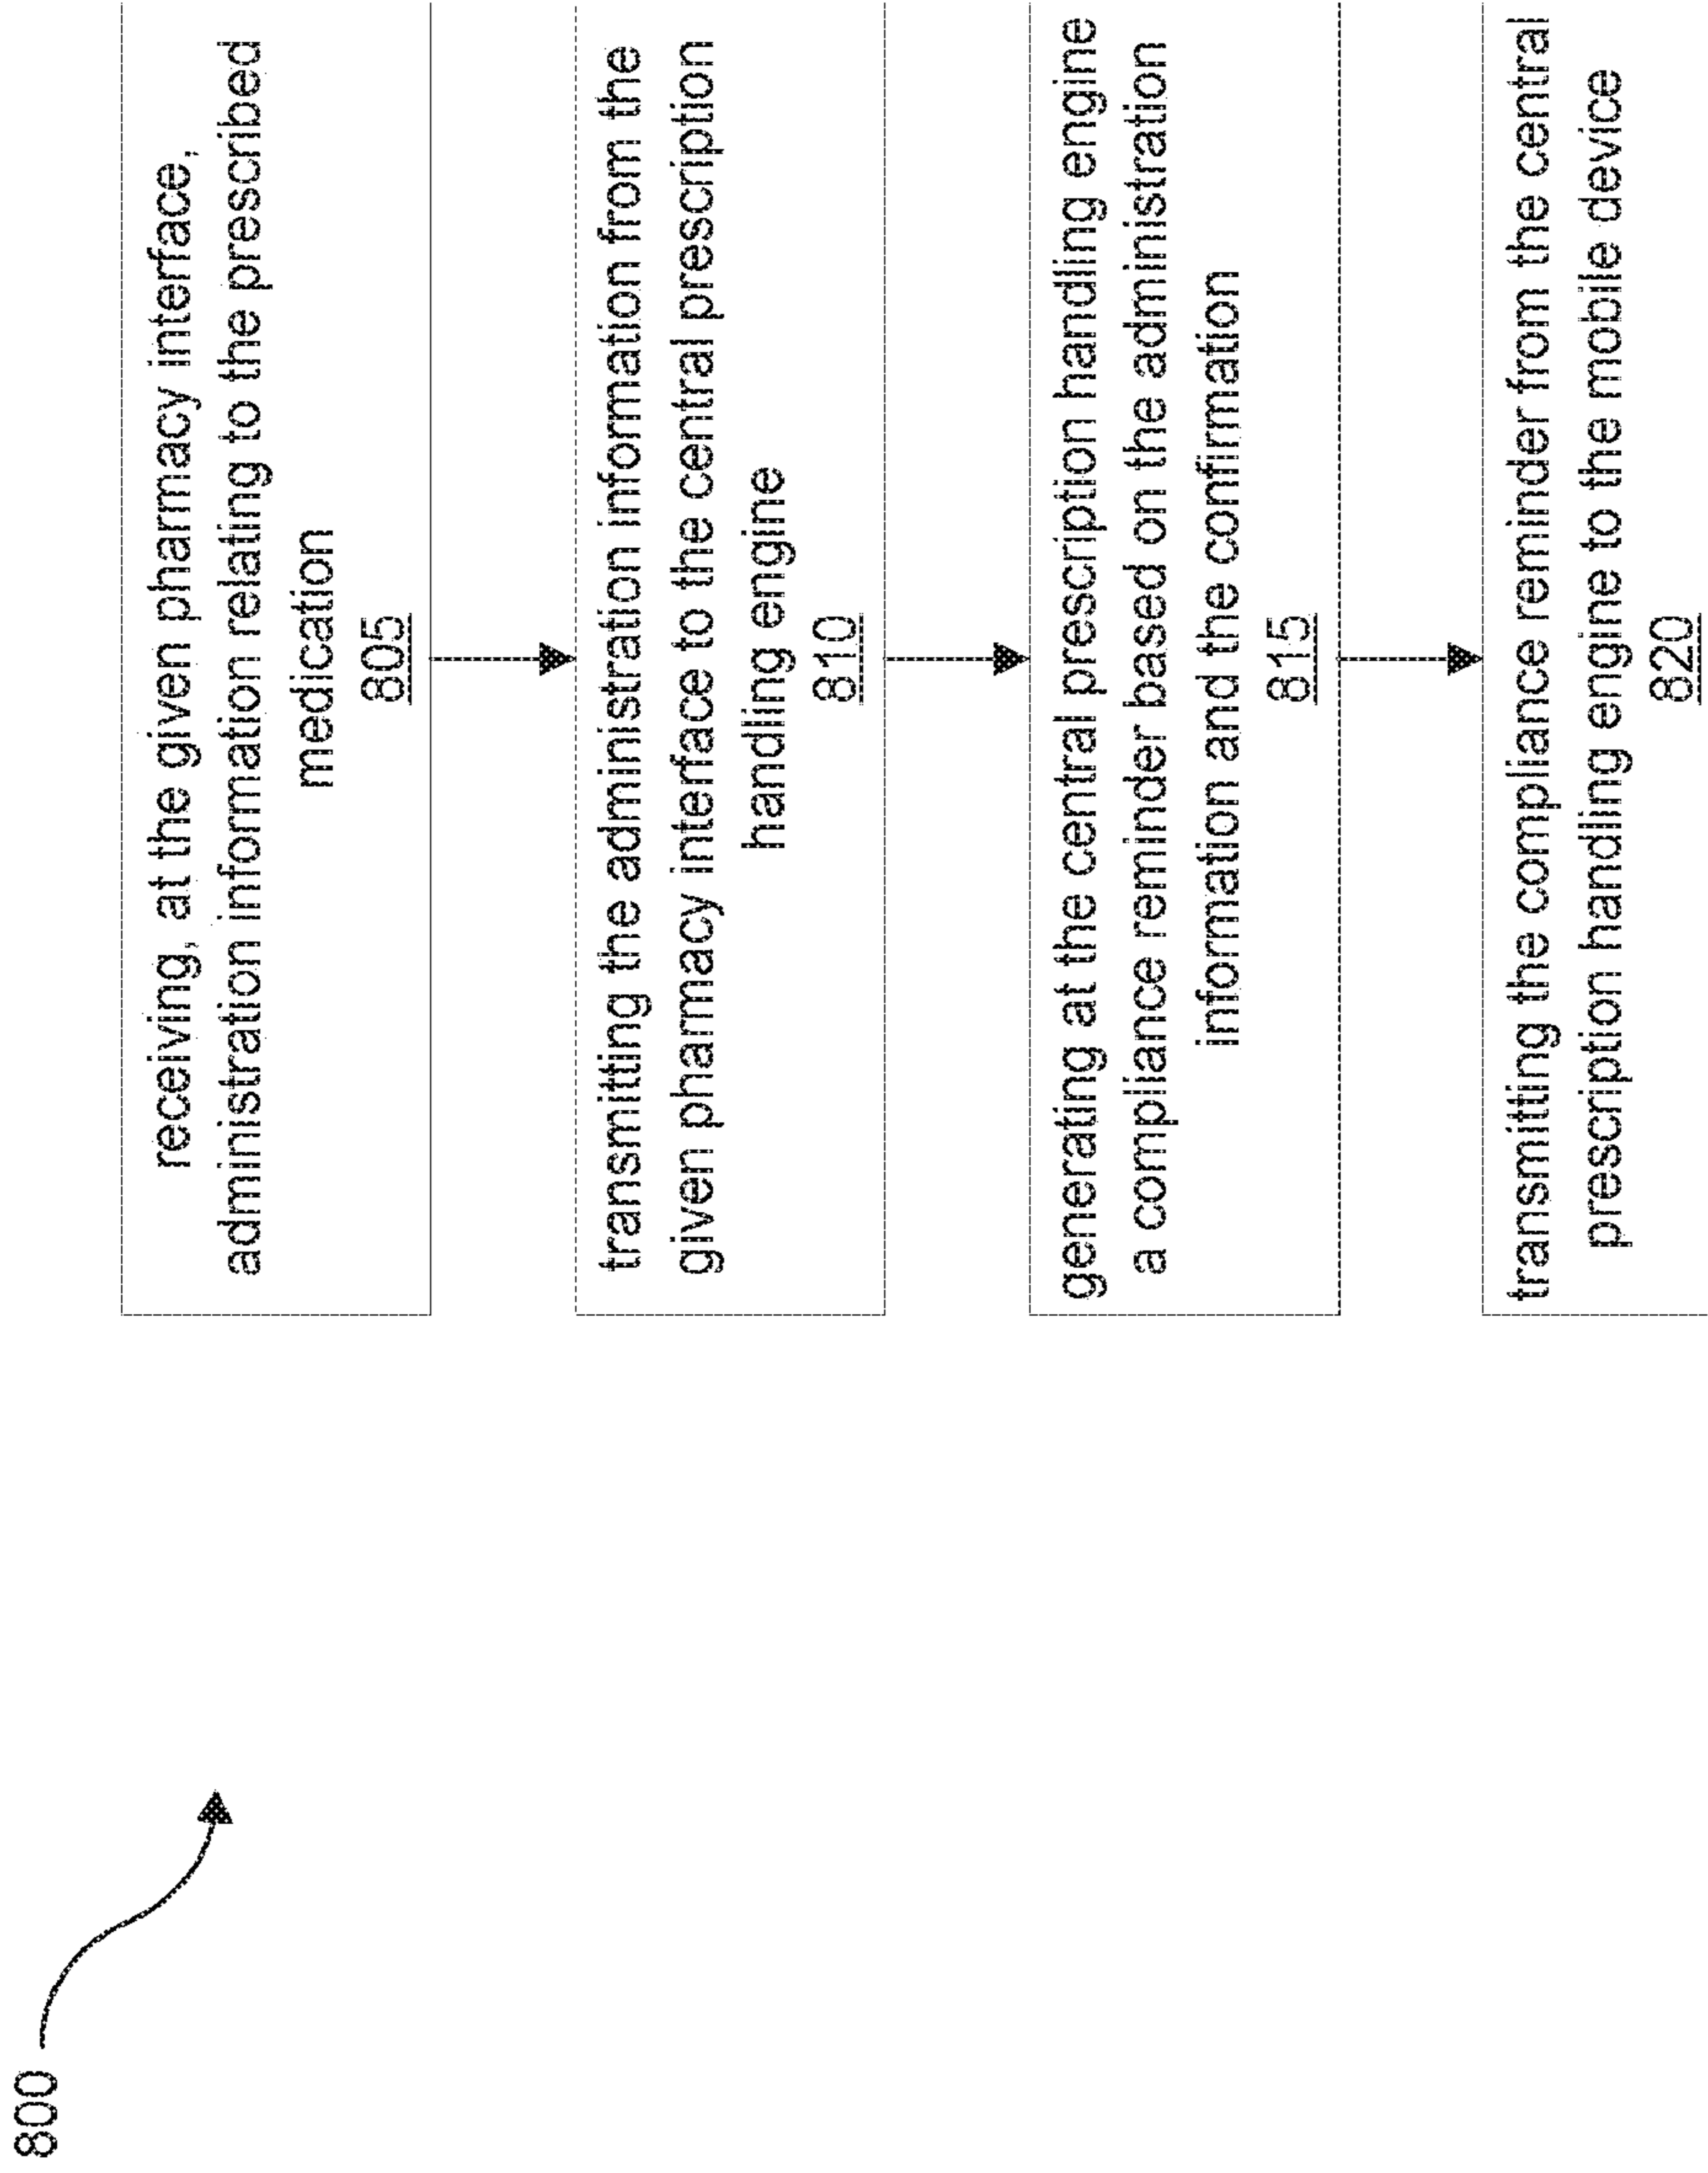 800
receiving, at the given pharmacy interface,
administration information relating to the prescribed
medication
805
transmitting the administration information from the
given pharmacy interface to the central prescription
handling engine
810
generating at the central prescription handling engine
a compliance reminder based on the administration
information and the confirmation
815
transmitting the compliance reminder from the central
prescription handling engine to the mobile device
820